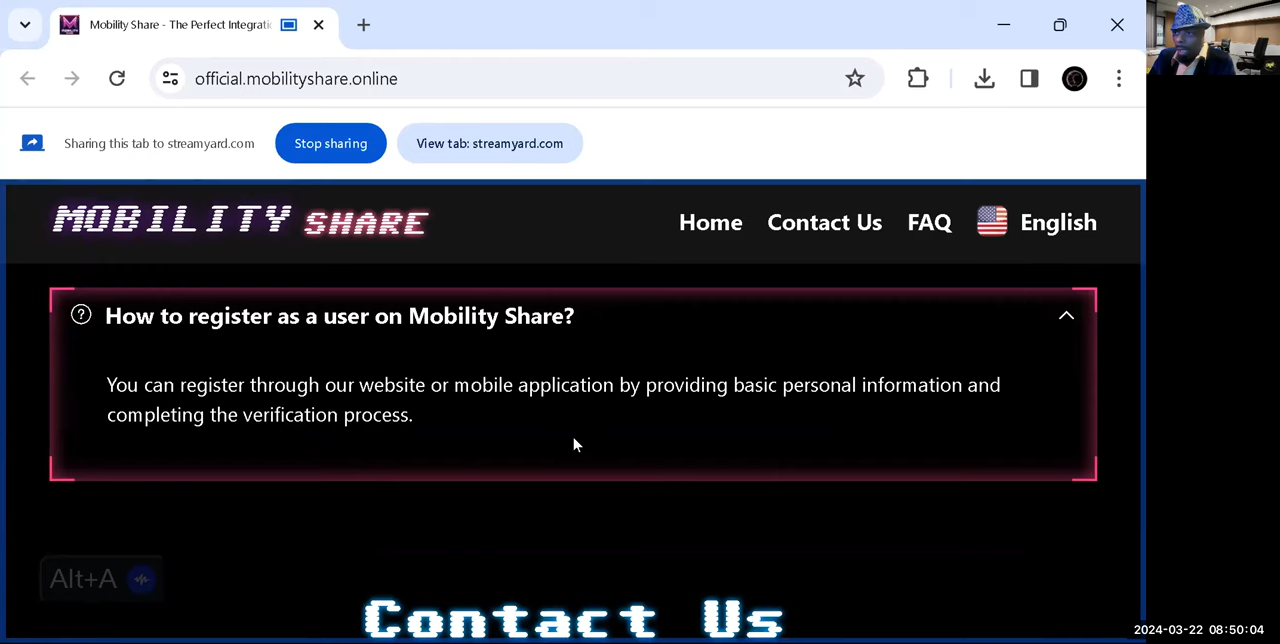 Mobility Share - The Perfect Integrati
official.mobilityshare.online
Sharing this tab to streamyard.com
Stop sharing
View tab: streamyard.com
MOBILITY SHARE
Home
Contact Us
FAQ
English
How to register as a user on Mobility Share?
You can register through our website or mobile application by providing basic personal information and
completing the verification process.
Alt+A
Contact Us
2024-03-22 08:50:04